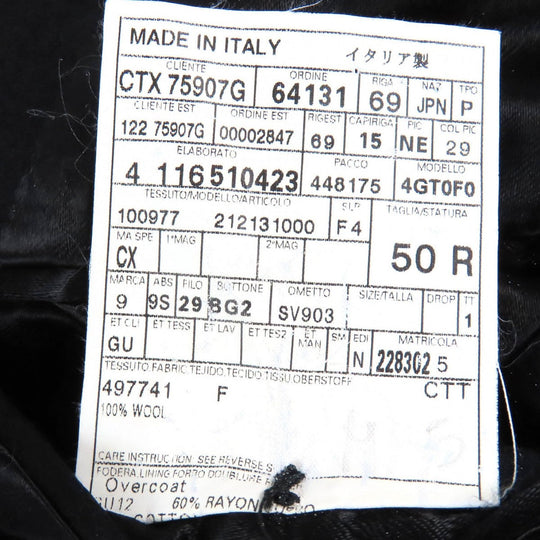 MADE IN ITALY イタリア製
CLIENTE ORDINE RIGA NAZ TPO
CTX 75907G 64131 69 JPN P
CLIENTE EST ORDINE EST RIGEST CAPIRIGA PIC COL PIC
122 75907G 00002847 69 15 NE 29
ELABORATO PACCO MODELLO
4 116510423 448175 4GT0F0
TESSUTO/MODELLO/ARTICOLO TAGLIA/STATURA
100977 212131000 F4 50 R
MA SPE 1°MAG 2°MAG
CX
MARCA ABS FILO BOTTONE OMETTO SIZE/TALLA DROP TT
9 9S 29 BG2 SV903 1
ET CLI ET TESS ET LAV ET TES2 ET MAN SM EDI MATRICOLA
GU N 228302 5
TESSUTO.FABRIC.TEJIDO.TECIDO.TISSU.OBERSTOFF
497741 F CTT
100% WOOL
CARE INSTRUCTION: SEE REVERSE S
FODERA.LINING.FORRO.DOUBLURE
Overcoat
GU12 60% RAYON